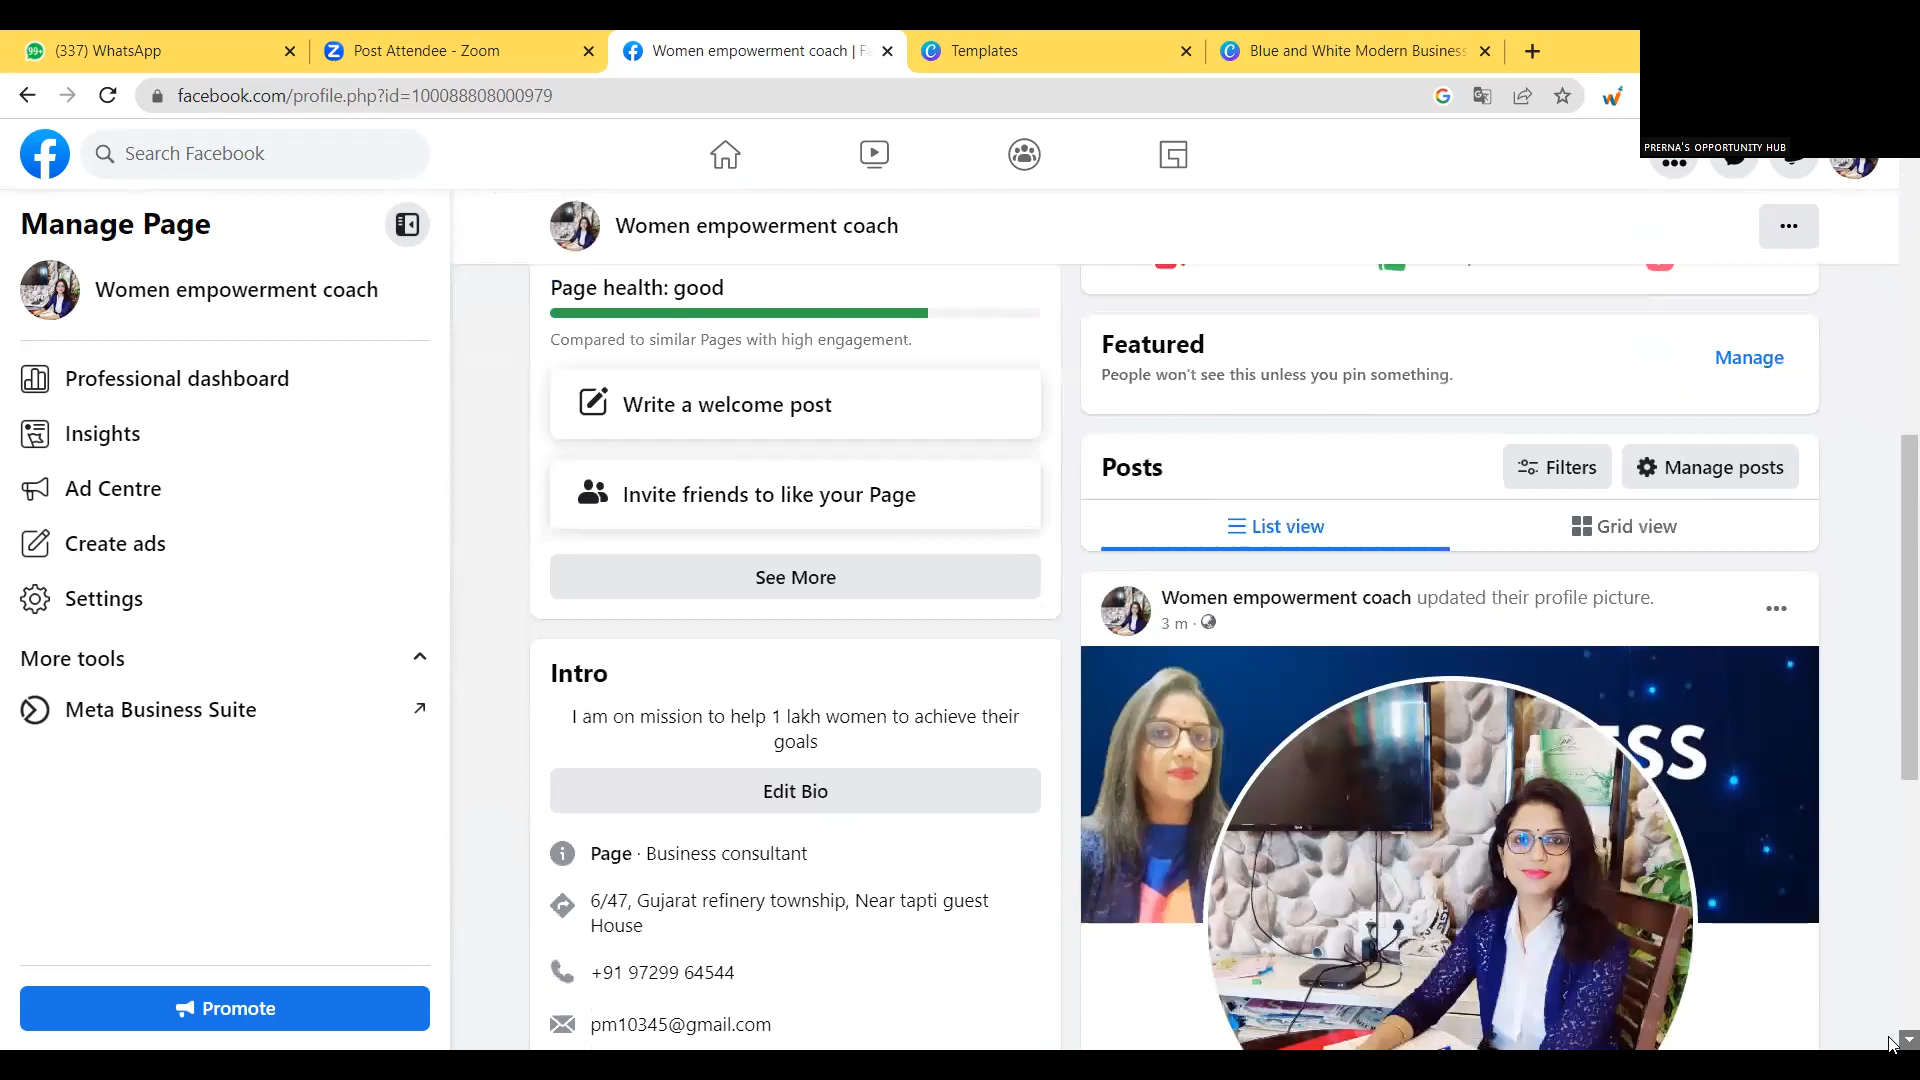 (337) WhatsApp
Post Attendee - Zoom
Women empowerment coach | Fa
Templates
Blue and White Modern Business
facebook.com/profile.php?id=100088808000979
PRERNA'S OPPORTUNITY HUB
Search Facebook
Manage Page
Women empowerment coach
Women empowerment coach
Professional dashboard
Insights
Ad Centre
Create ads
Settings
More tools
Meta Business Suite
Promote
Page health: good
Compared to similar Pages with high engagement.
Write a welcome post
Invite friends to like your Page
See More
Intro
I am on mission to help 1 lakh women to achieve their
goals
Edit Bio
Page · Business consultant
6/47, Gujarat refinery township, Near tapti guest
House
+91 97299 64544
pm10345@gmail.com
Featured
Manage
People won't see this unless you pin something.
Posts
Filters
Manage posts
List view
Grid view
Women empowerment coach updated their profile picture.
3 m ·
ESS